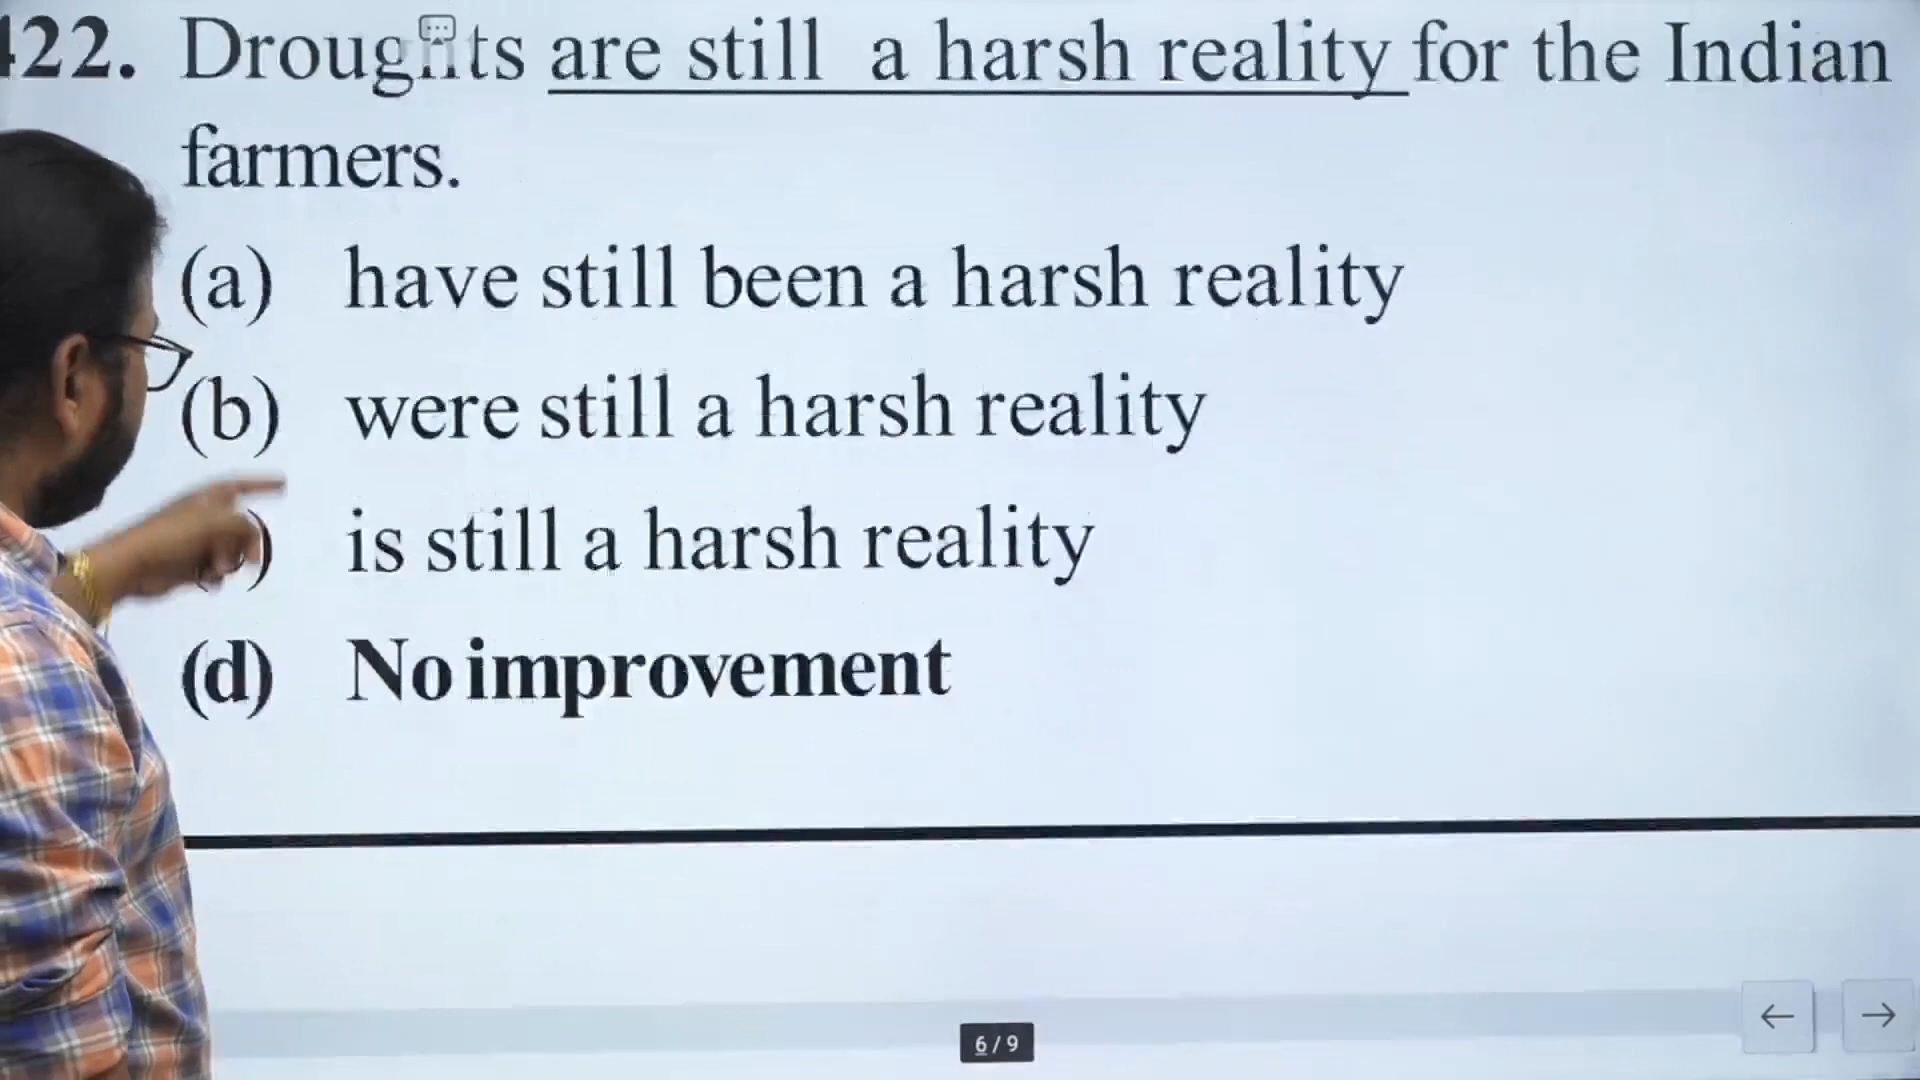 422. Droughts are still a harsh reality for the Indian
farmers.
(a) have still been a harsh reality
(b) were still a harsh reality
) is still a harsh reality
(d) No improvement
6 / 9